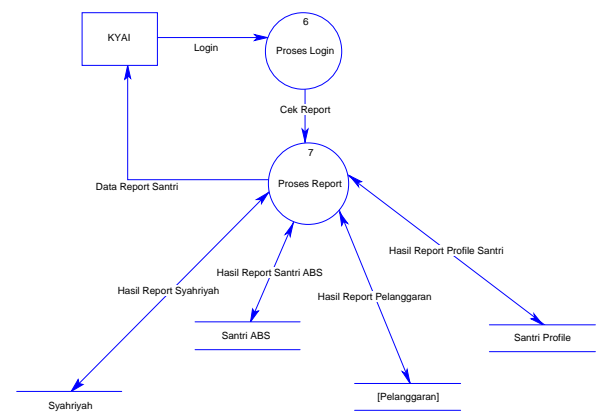 6
KYAI
Login
Proses Login
Cek Report
7
Proses Report
Data Report Santri
Hasil Report Profile Santri
Hasil Report Santri ABS
Hasil Report Syahriyah
Hasil Report Pelanggaran
Santri ABS
Santri Profile
Syahriyah
[Pelanggaran]